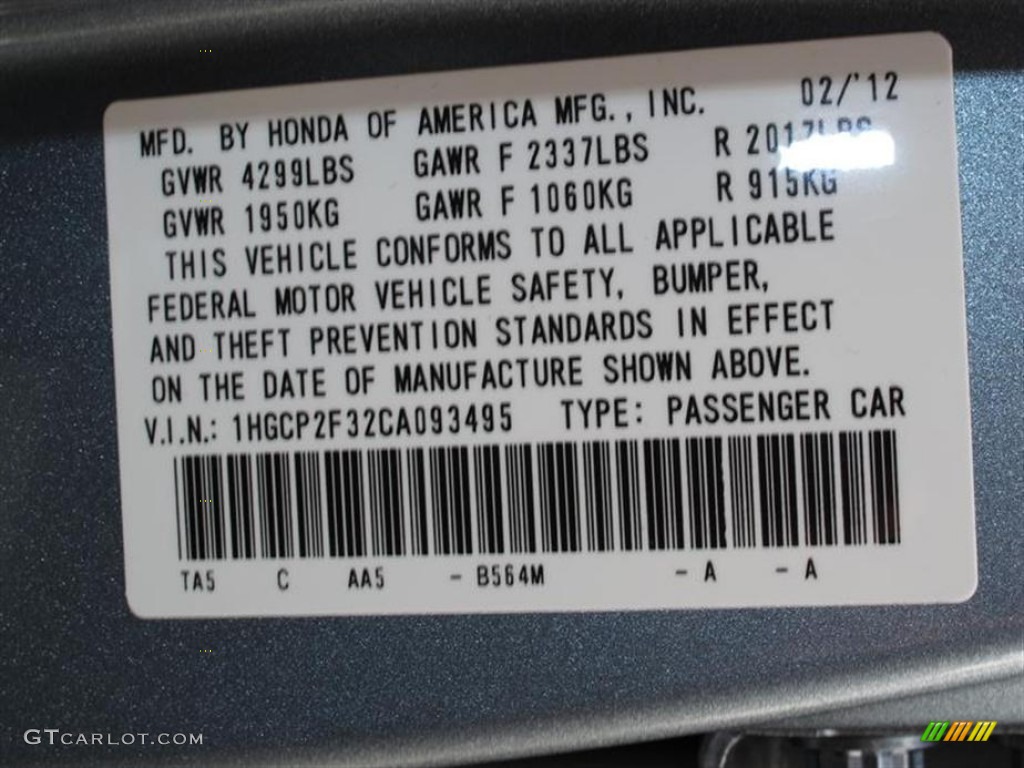 MFD. BY HONDA OF AMERICA MFG., INC. 02/'12
GVWR 4299LBS GAWR F 2337LBS R 2017LBS
GVWR 1950KG GAWR F 1060KG R 915KG
THIS VEHICLE CONFORMS TO ALL APPLICABLE
FEDERAL MOTOR VEHICLE SAFETY, BUMPER,
AND THEFT PREVENTION STANDARDS IN EFFECT
ON THE DATE OF MANUFACTURE SHOWN ABOVE.
V.I.N.: 1HGCP2F32CA093495 TYPE: PASSENGER CAR
TA5 C AA5 - B564M - A - A
GTCARLOT.COM